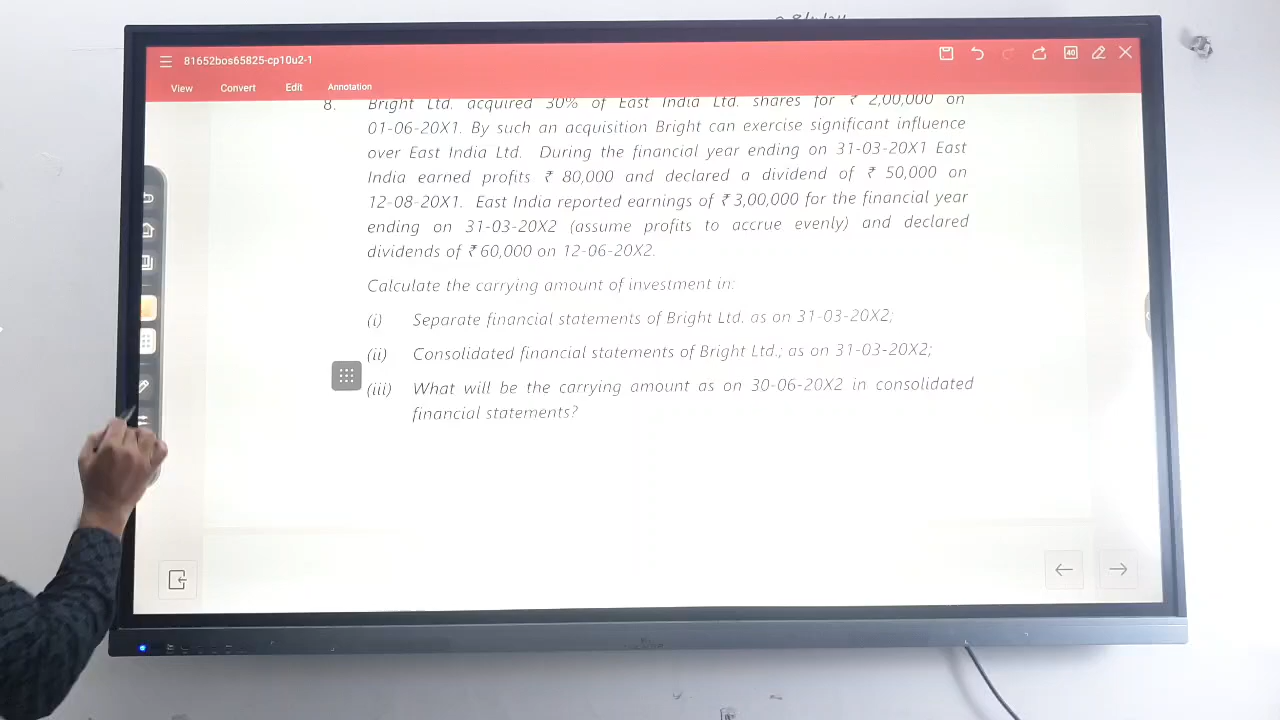 81652bos65825-cp10u2-1
View Convert Edit Annotation
40
8. Bright Ltd. acquired 30% of East India Ltd. shares for ₹ 2,00,000 on
01-06-20X1. By such an acquisition Bright can exercise significant influence
over East India Ltd. During the financial year ending on 31-03-20X1 East
India earned profits ₹ 80,000 and declared a dividend of ₹ 50,000 on
12-08-20X1. East India reported earnings of ₹ 3,00,000 for the financial year
ending on 31-03-20X2 (assume profits to accrue evenly) and declared
dividends of ₹ 60,000 on 12-06-20X2.
Calculate the carrying amount of investment in:
(i) Separate financial statements of Bright Ltd. as on 31-03-20X2;
(ii) Consolidated financial statements of Bright Ltd.; as on 31-03-20X2;
(iii) What will be the carrying amount as on 30-06-20X2 in consolidated
financial statements?